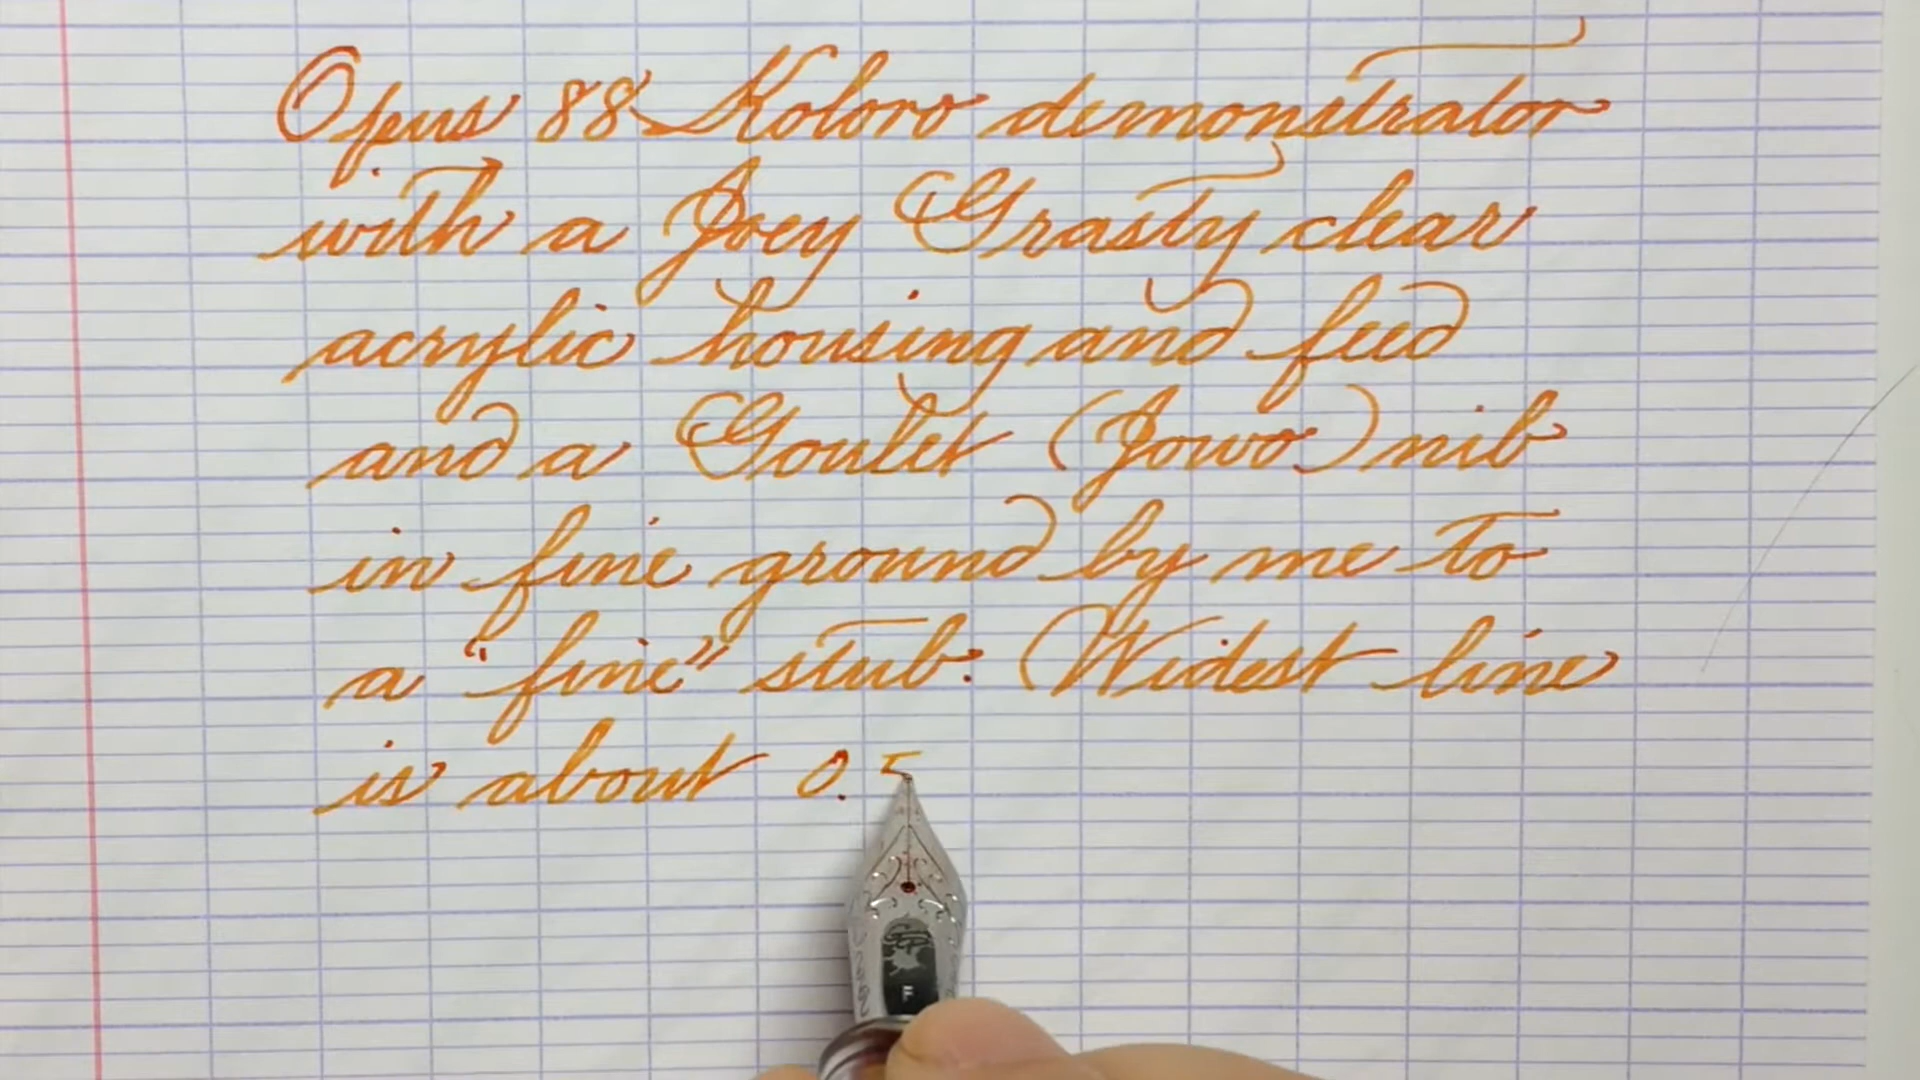 Opus 88 Koloro demonstrator
with a Joey Grasty clear
acrylic housing and feed
and a Goulet (Jowo) nib
in fine ground by me to
a "fine" stub. Widest line
is about 0.5
F